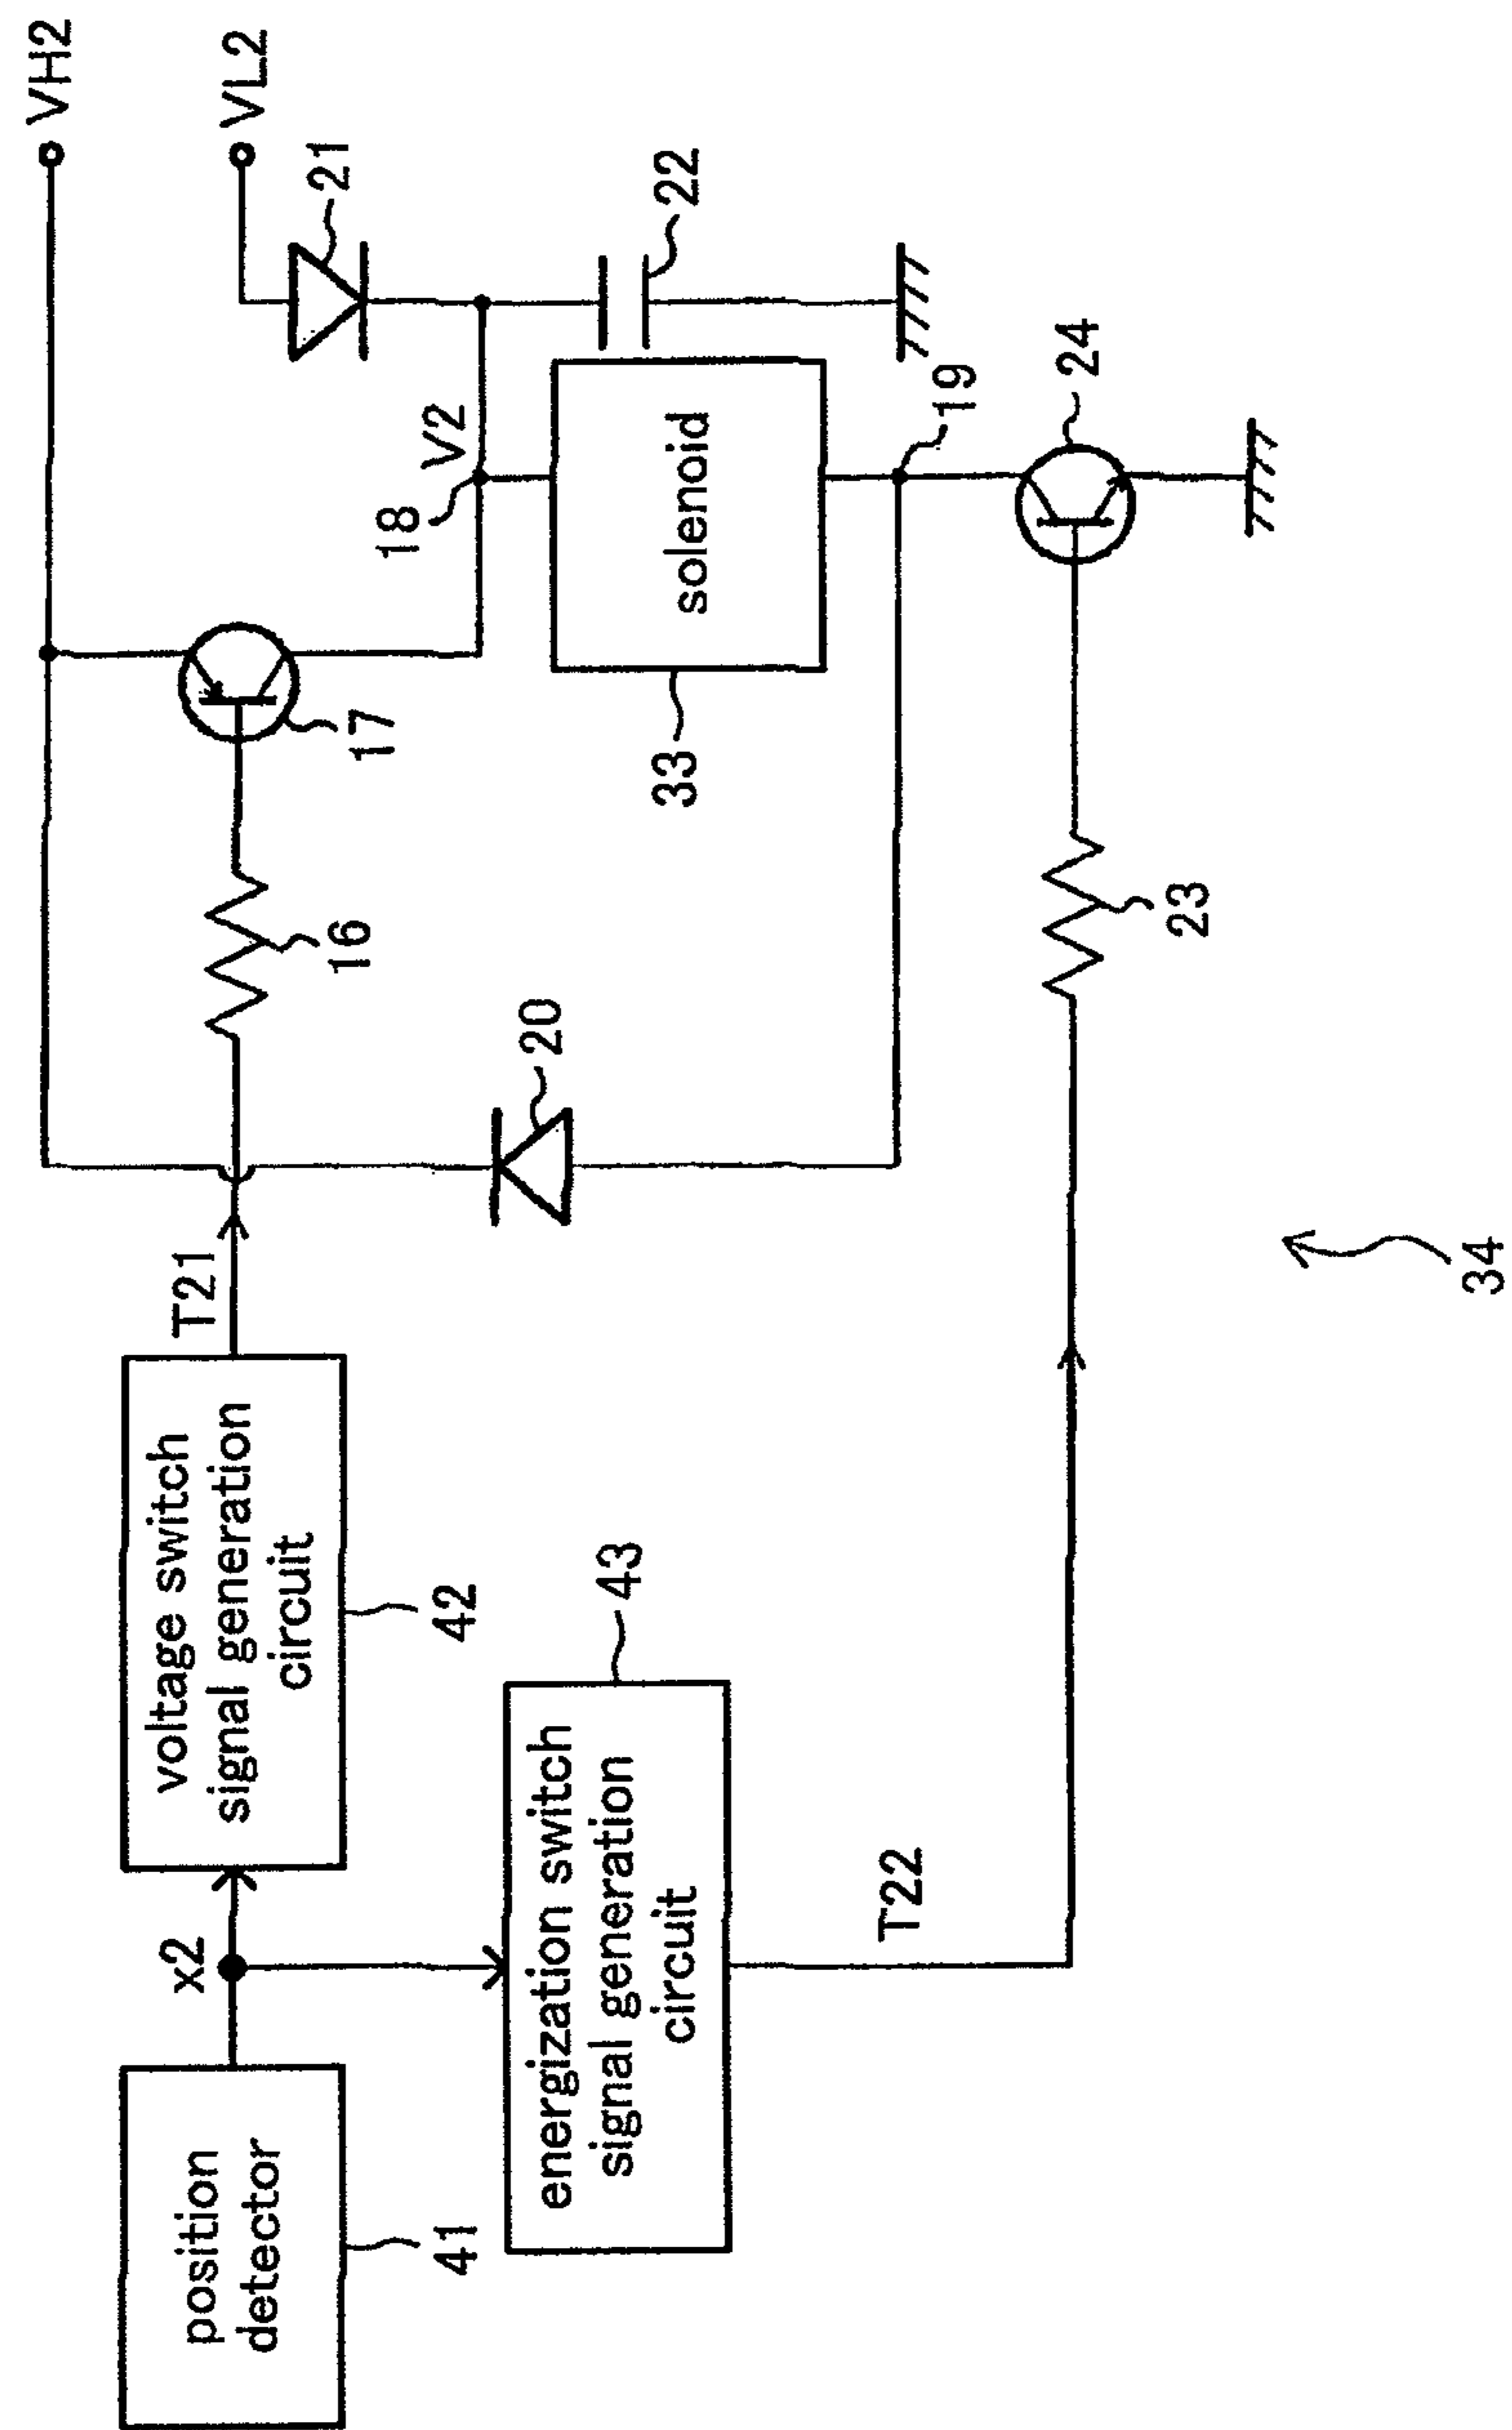 VH2
VL2
21
22
V2
18
solenoid
33
19
24
17
16
20
23
T21
voltage switch
signal generation
circuit
42
energization switch
signal generation
circuit
43
T22
x2
position
detector
41
34